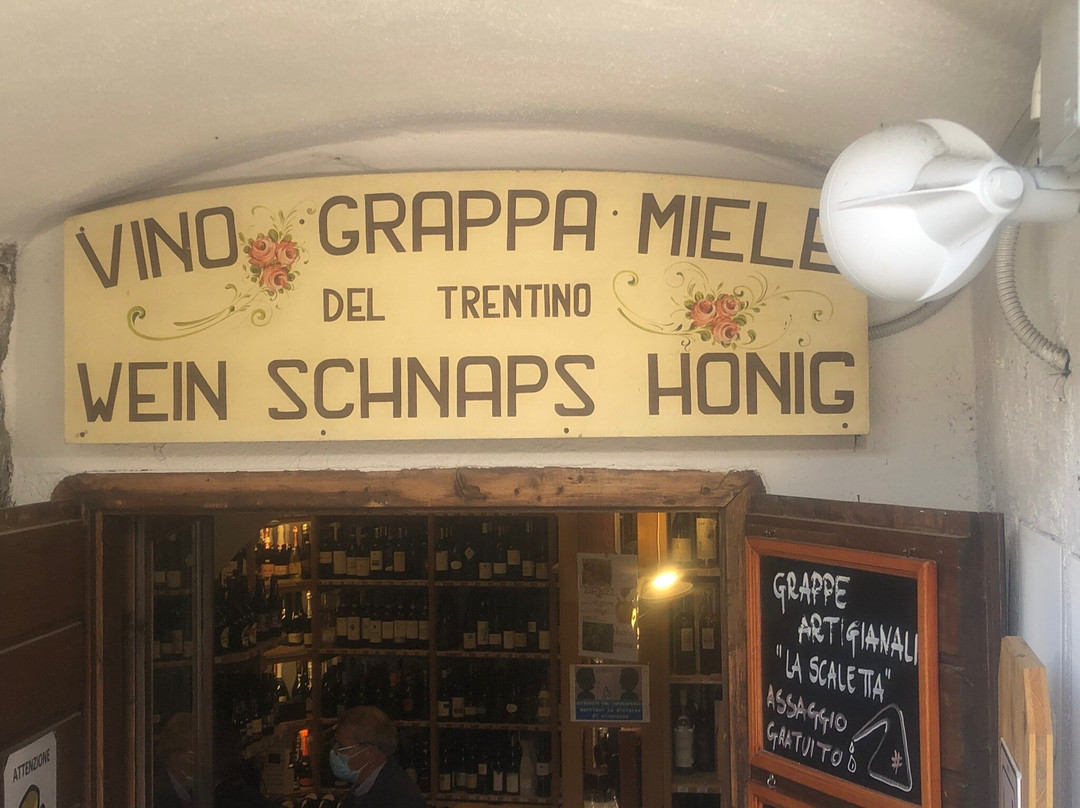 VINO · GRAPPA · MIELE
DEL TRENTINO
WEIN SCHNAPS HONIG
GRAPPE
ARTIGIANALI
"LA SCALETTA"
ASSAGGIO
GRATUITO
ATTENZIONE